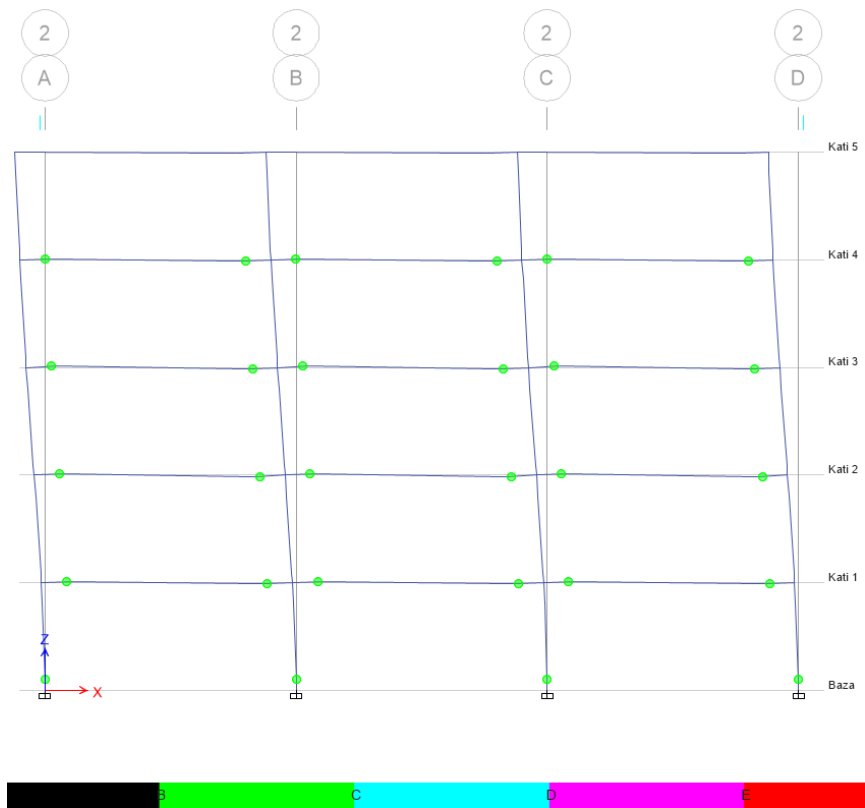 2 2 2 2
A B C D
Kati 5
Kati 4
Kati 3
Kati 2
Kati 1
Z
X
Baza
B C D E